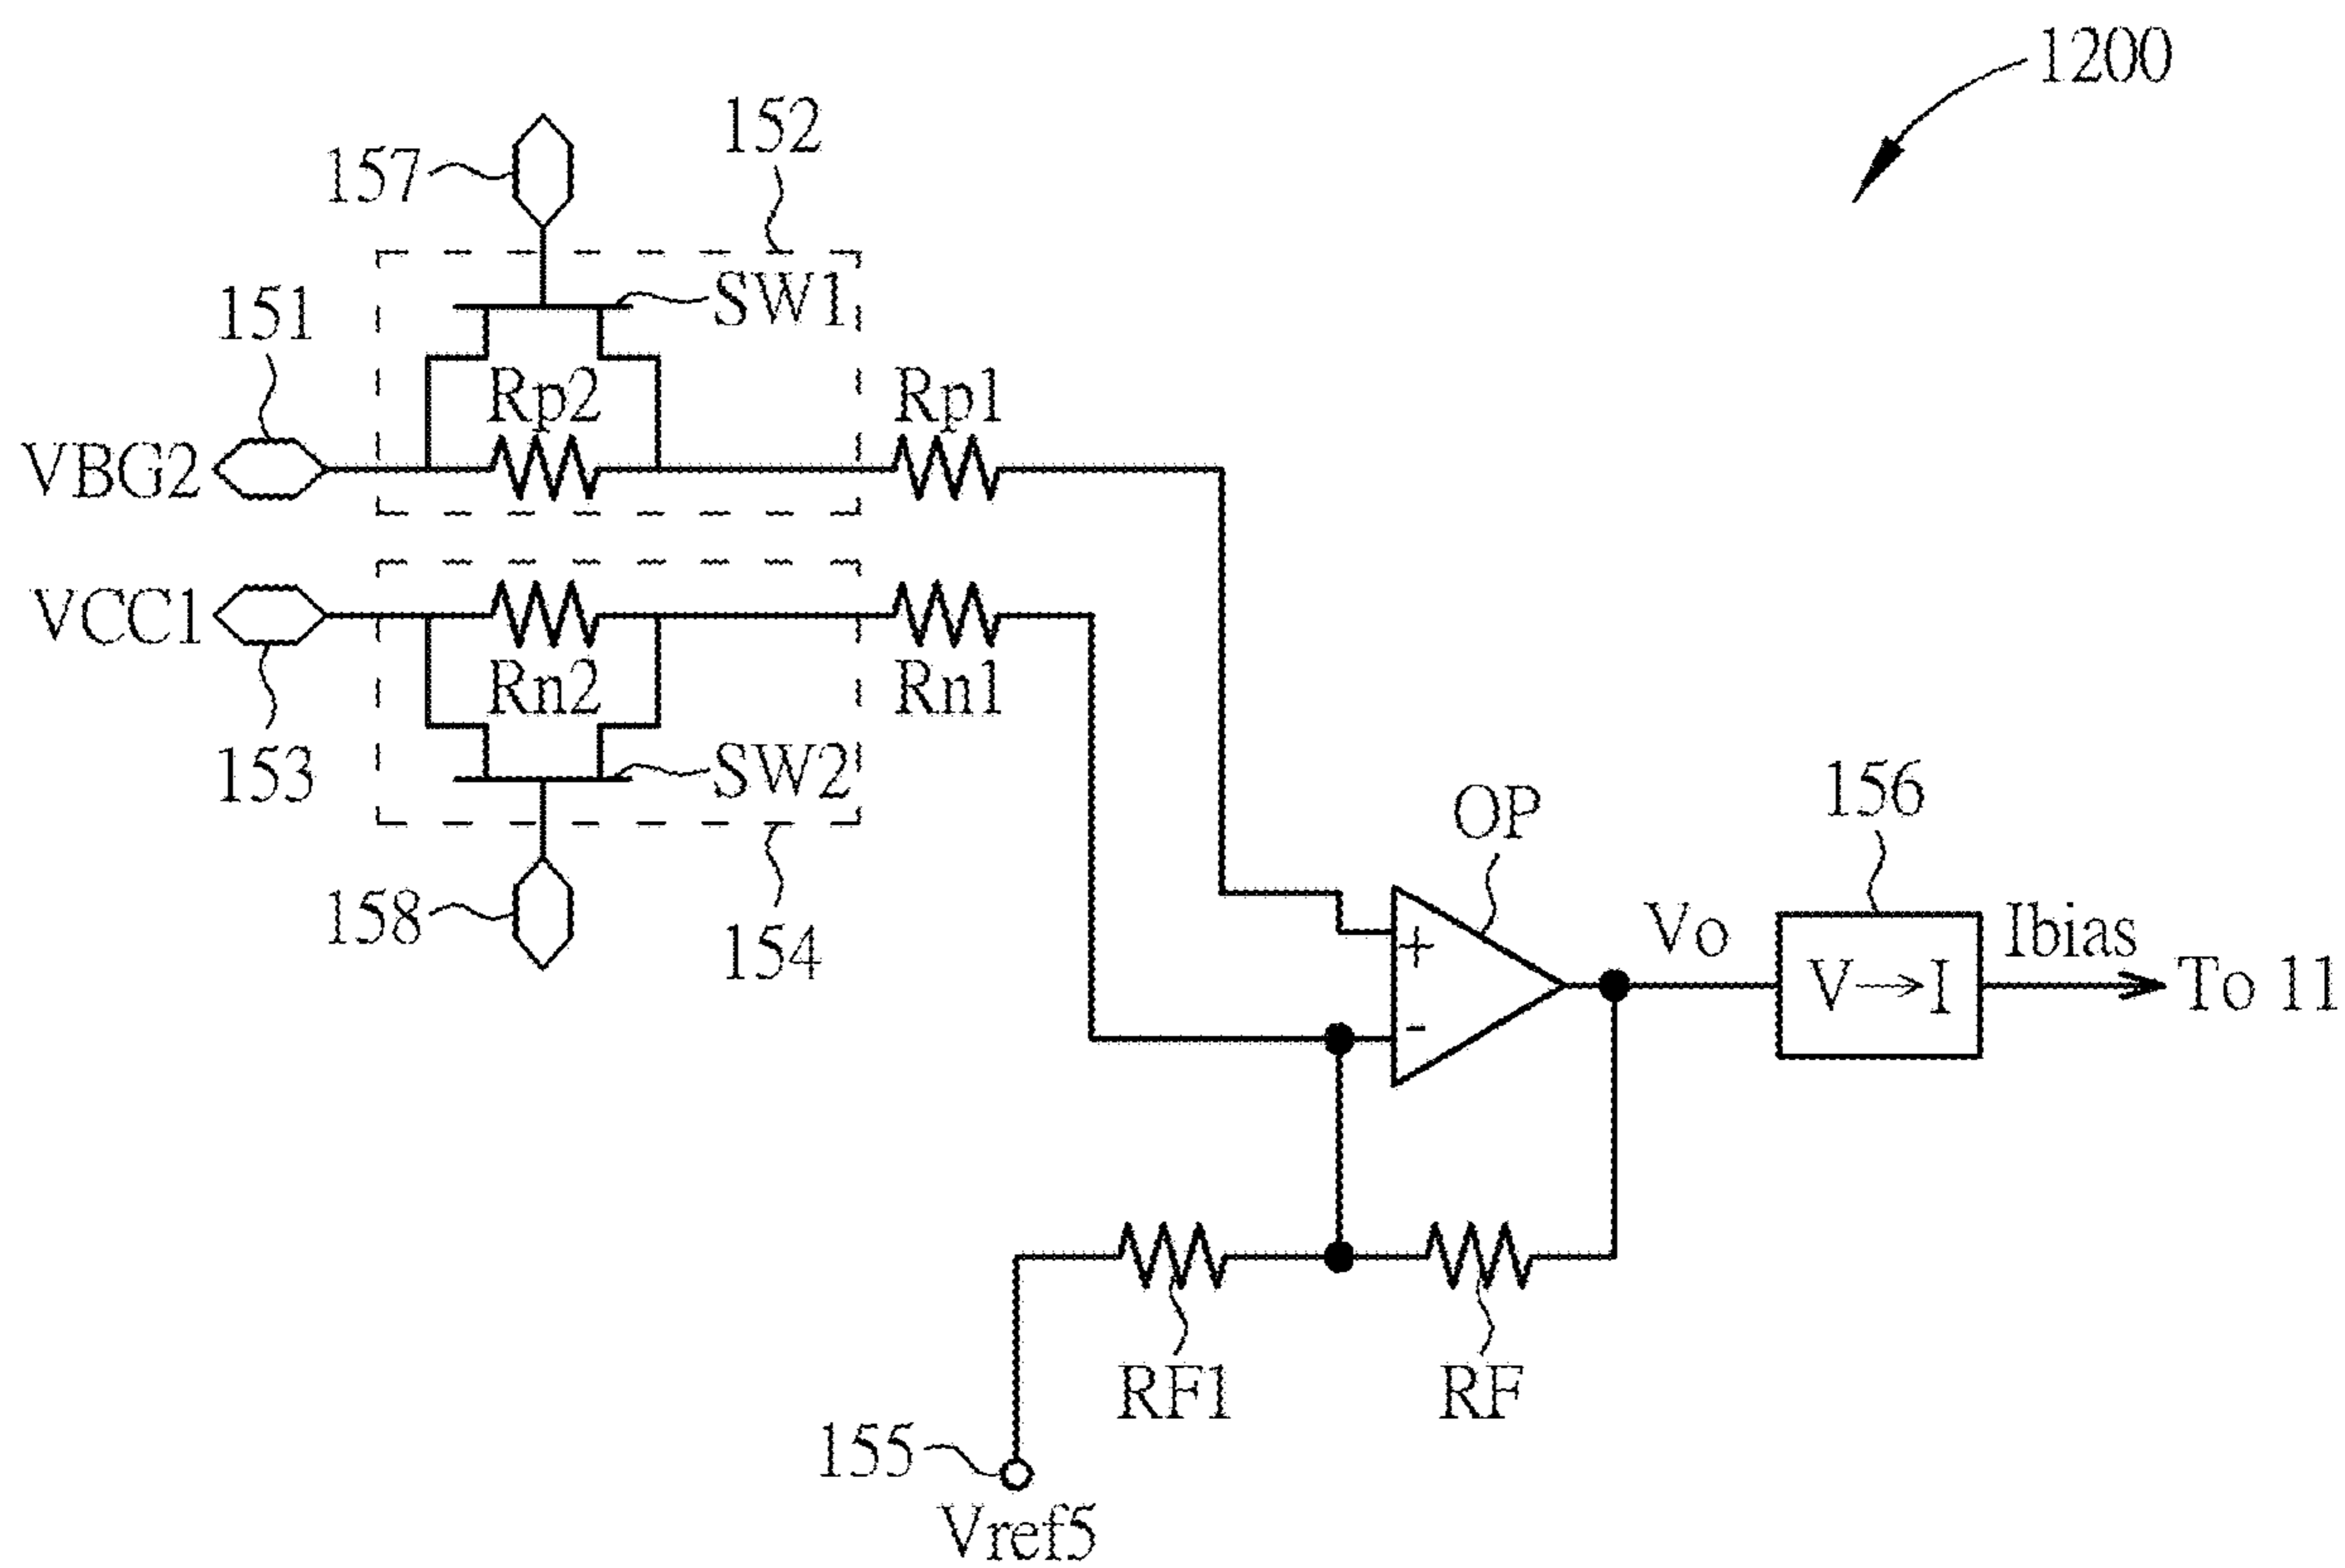 1200
152
157
SW1
151
Rp2
Rp1
VBG2
VCC1
Rn2
Rn1
153
SW2
158
154
OP
156
Vo
Ibias
+
-
V→I
To 11
RF1
RF
155
Vref5